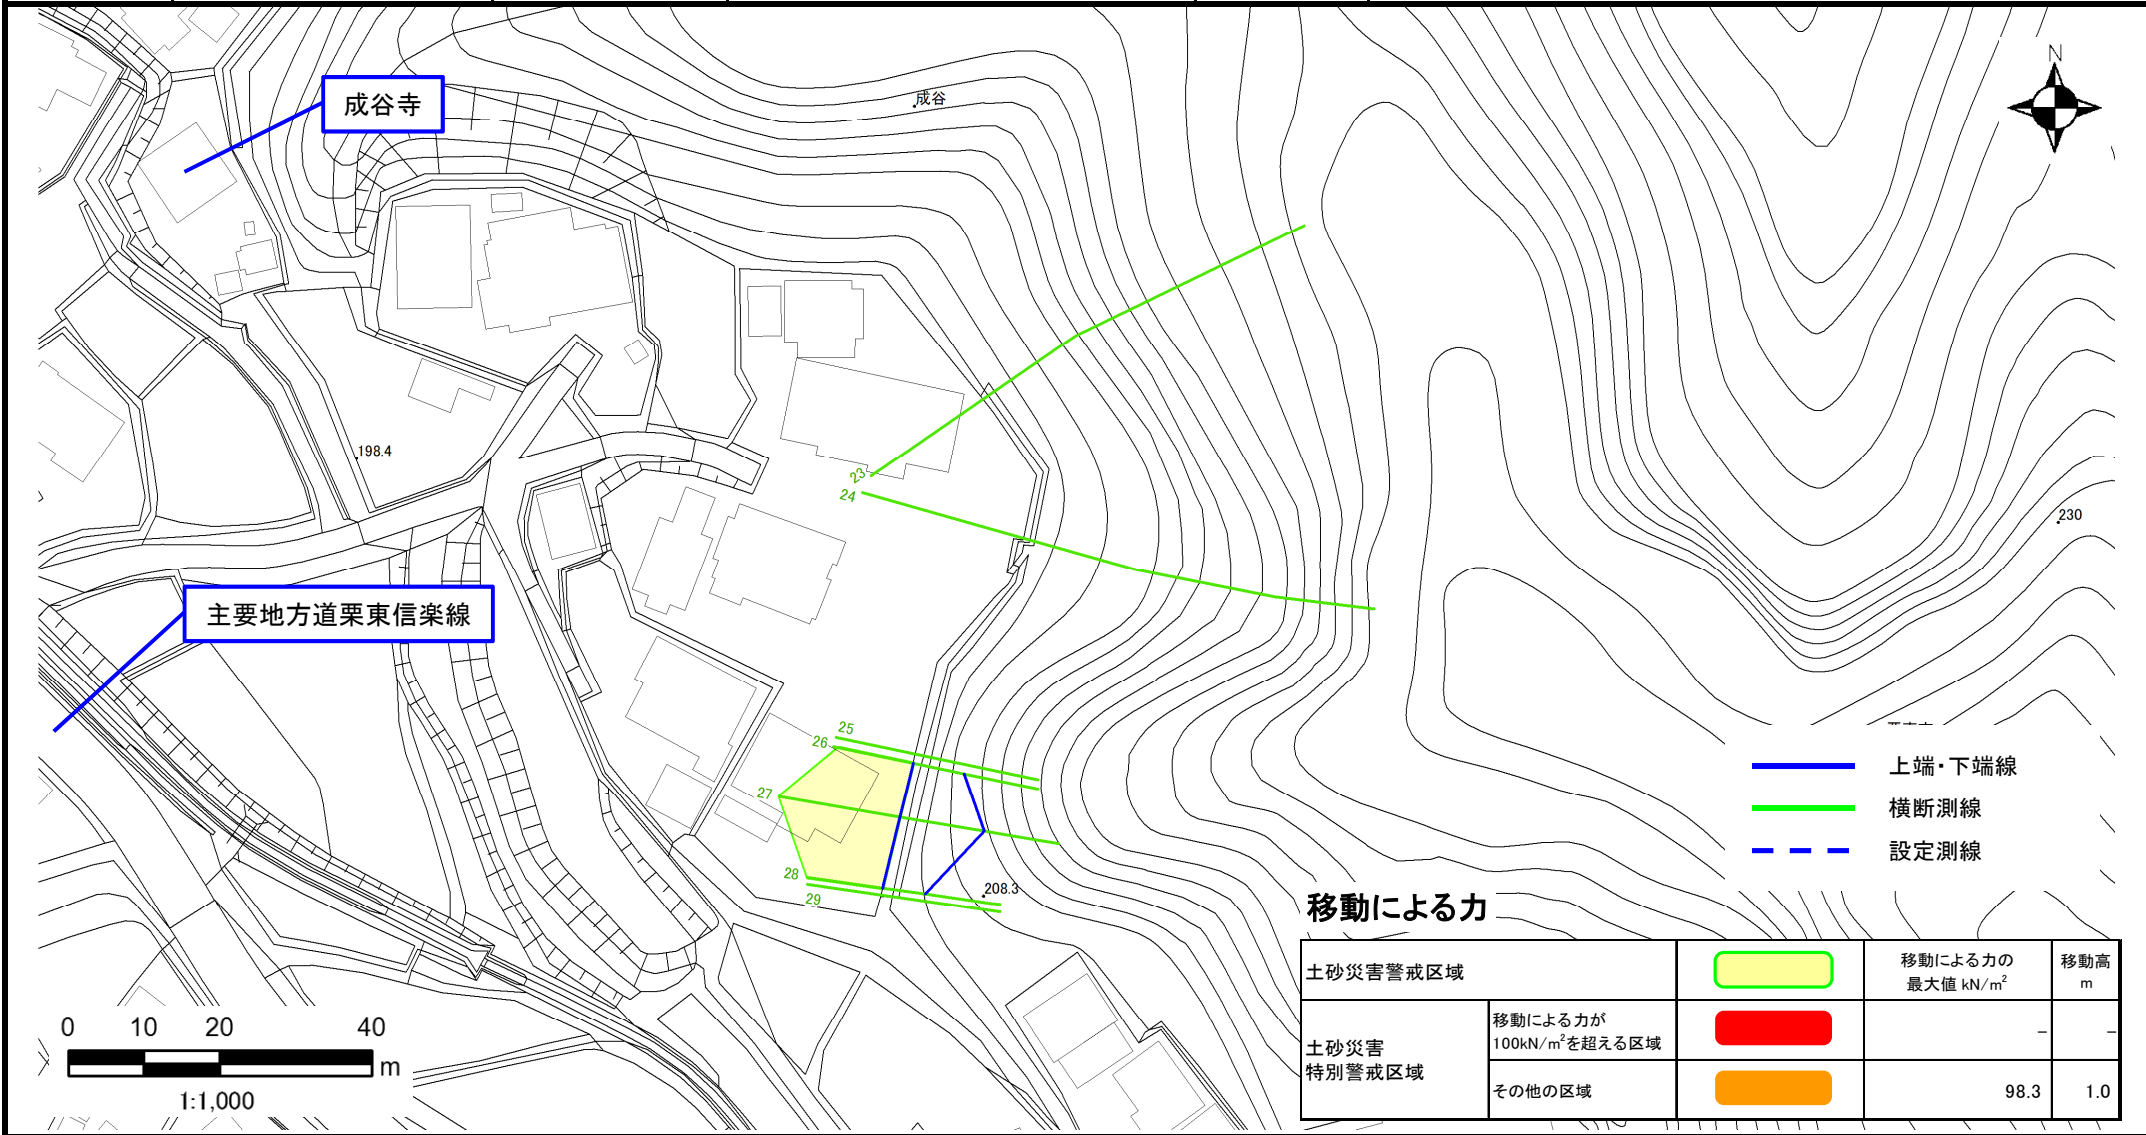 成谷寺
成谷
N
198.4
23
24
230
主要地方道栗東信楽線
25
26
27
28
29
208.3
上端・下端線
横断測線
設定測線
移動による力
土砂災害警戒区域
移動による力の
最大値 kN/m²
移動高
m
土砂災害
特別警戒区域
移動による力が
100kN/m²を超える区域
–
–
その他の区域
98.3
1.0
0 10 20 40
m
1:1,000